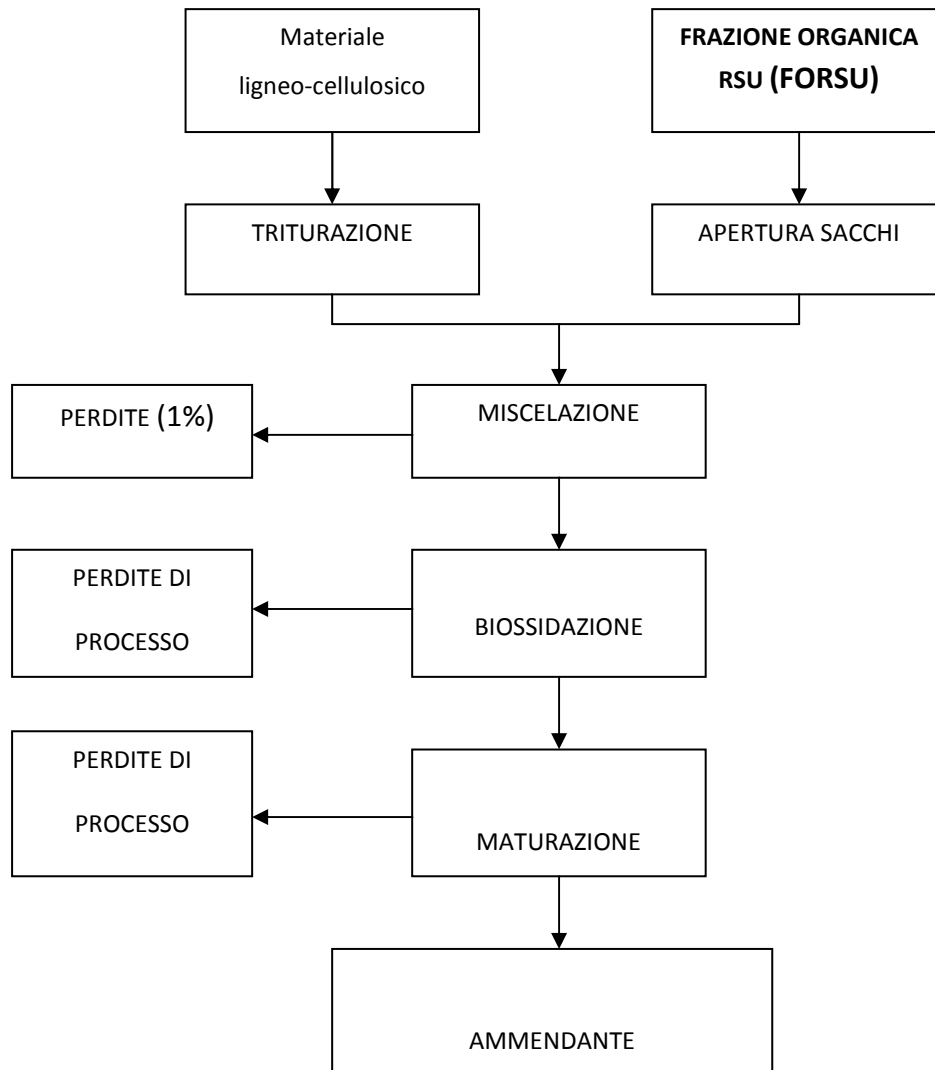 Materiale
ligneo-cellulosico
FRAZIONE ORGANICA
RSU (FORSU)
TRITURAZIONE
APERTURA SACCHI
PERDITE (1%)
MISCELAZIONE
PERDITE DI
PROCESSO
BIOSSIDAZIONE
PERDITE DI
PROCESSO
MATURAZIONE
AMMENDANTE